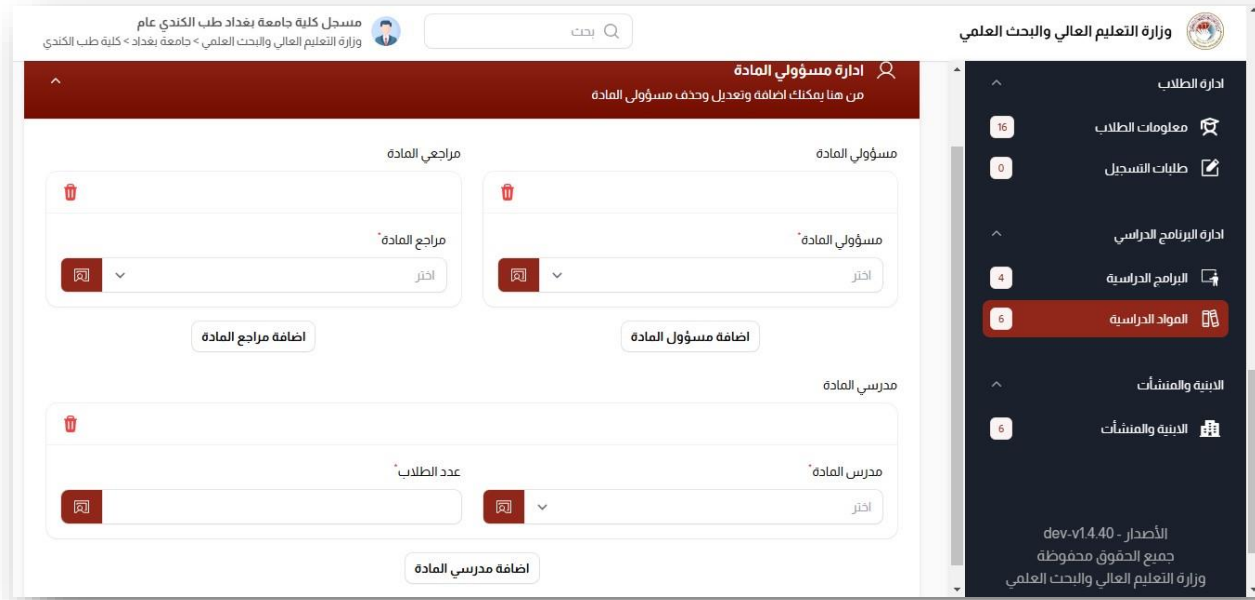 وزارة التعليم العالي والبحث العلمي
بحث
مسجل كلية جامعة بغداد طب الكندي عام
وزارة التعليم العالي والبحث العلمي > جامعة بغداد > كلية طب الكندي
ادارة الطلاب
معلومات الطلاب
16
طلبات التسجيل
0
ادارة البرنامج الدراسي
البرامج الدراسية
4
المواد الدراسية
6
الابنية والمنشأت
الابنية والمنشأت
6
الأصدار - dev-v1.4.40
جميع الحقوق محفوظة
وزارة التعليم العالي والبحث العلمي
ادارة مسؤولي المادة
من هنا يمكنك اضافة وتعديل وحذف مسؤولي المادة
مسؤولي المادة
مسؤولي المادة*
اختر
اضافة مسؤول المادة
مراجعي المادة
مراجع المادة*
اختر
اضافة مراجع المادة
مدرسي المادة
مدرس المادة*
اختر
عدد الطلاب*
اضافة مدرسي المادة